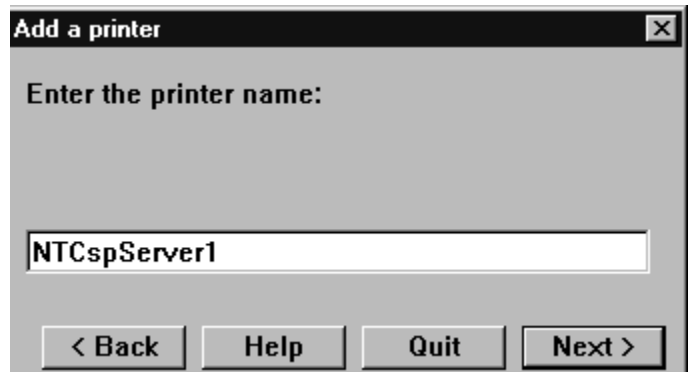 Add a printer
Enter the printer name:
NTCspServer1
< Back Help Quit Next >